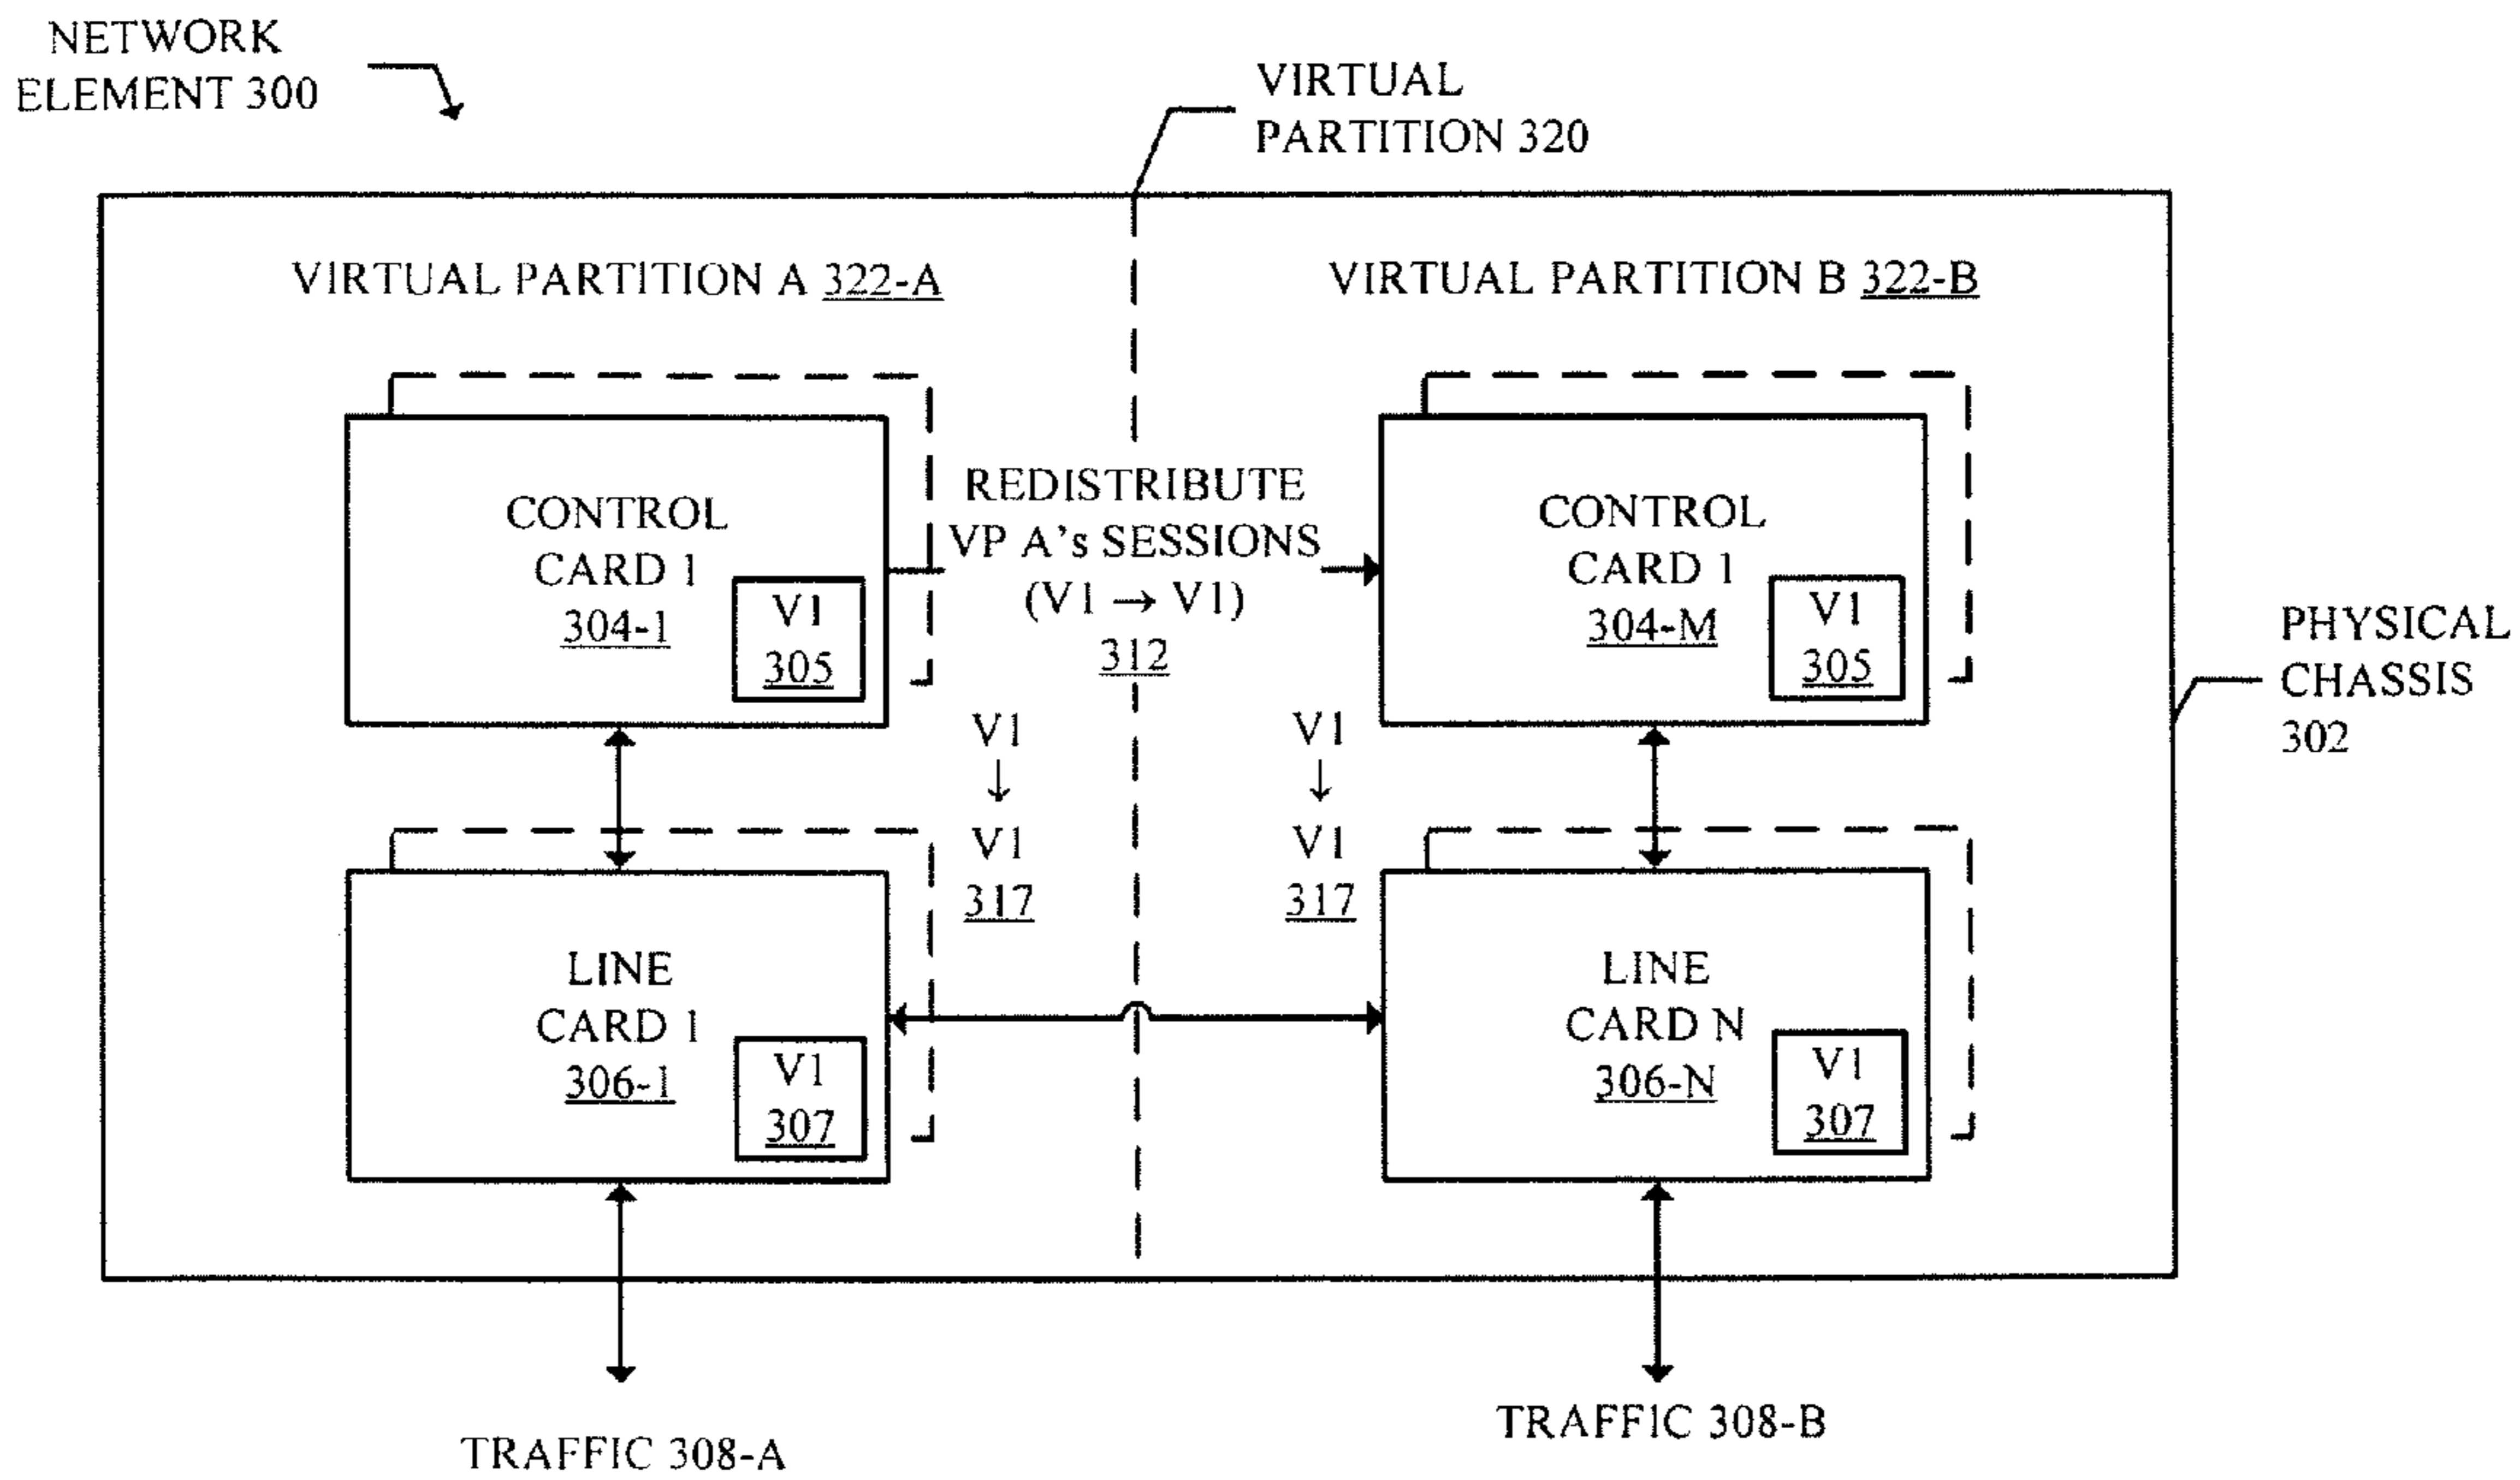 NETWORK
ELEMENT 300
VIRTUAL
PARTITION 320
VIRTUAL PARTITION A 322-A
VIRTUAL PARTITION B 322-B
CONTROL
CARD 1
304-1
V1
305
REDISTRIBUTE
VP A's SESSIONS
(V1 → V1)
312
CONTROL
CARD 1
304-M
V1
305
PHYSICAL
CHASSIS
302
V1
↓
V1
317
V1
↓
V1
317
LINE
CARD 1
306-1
V1
307
LINE
CARD N
306-N
V1
307
TRAFFIC 308-A
TRAFFIC 308-B